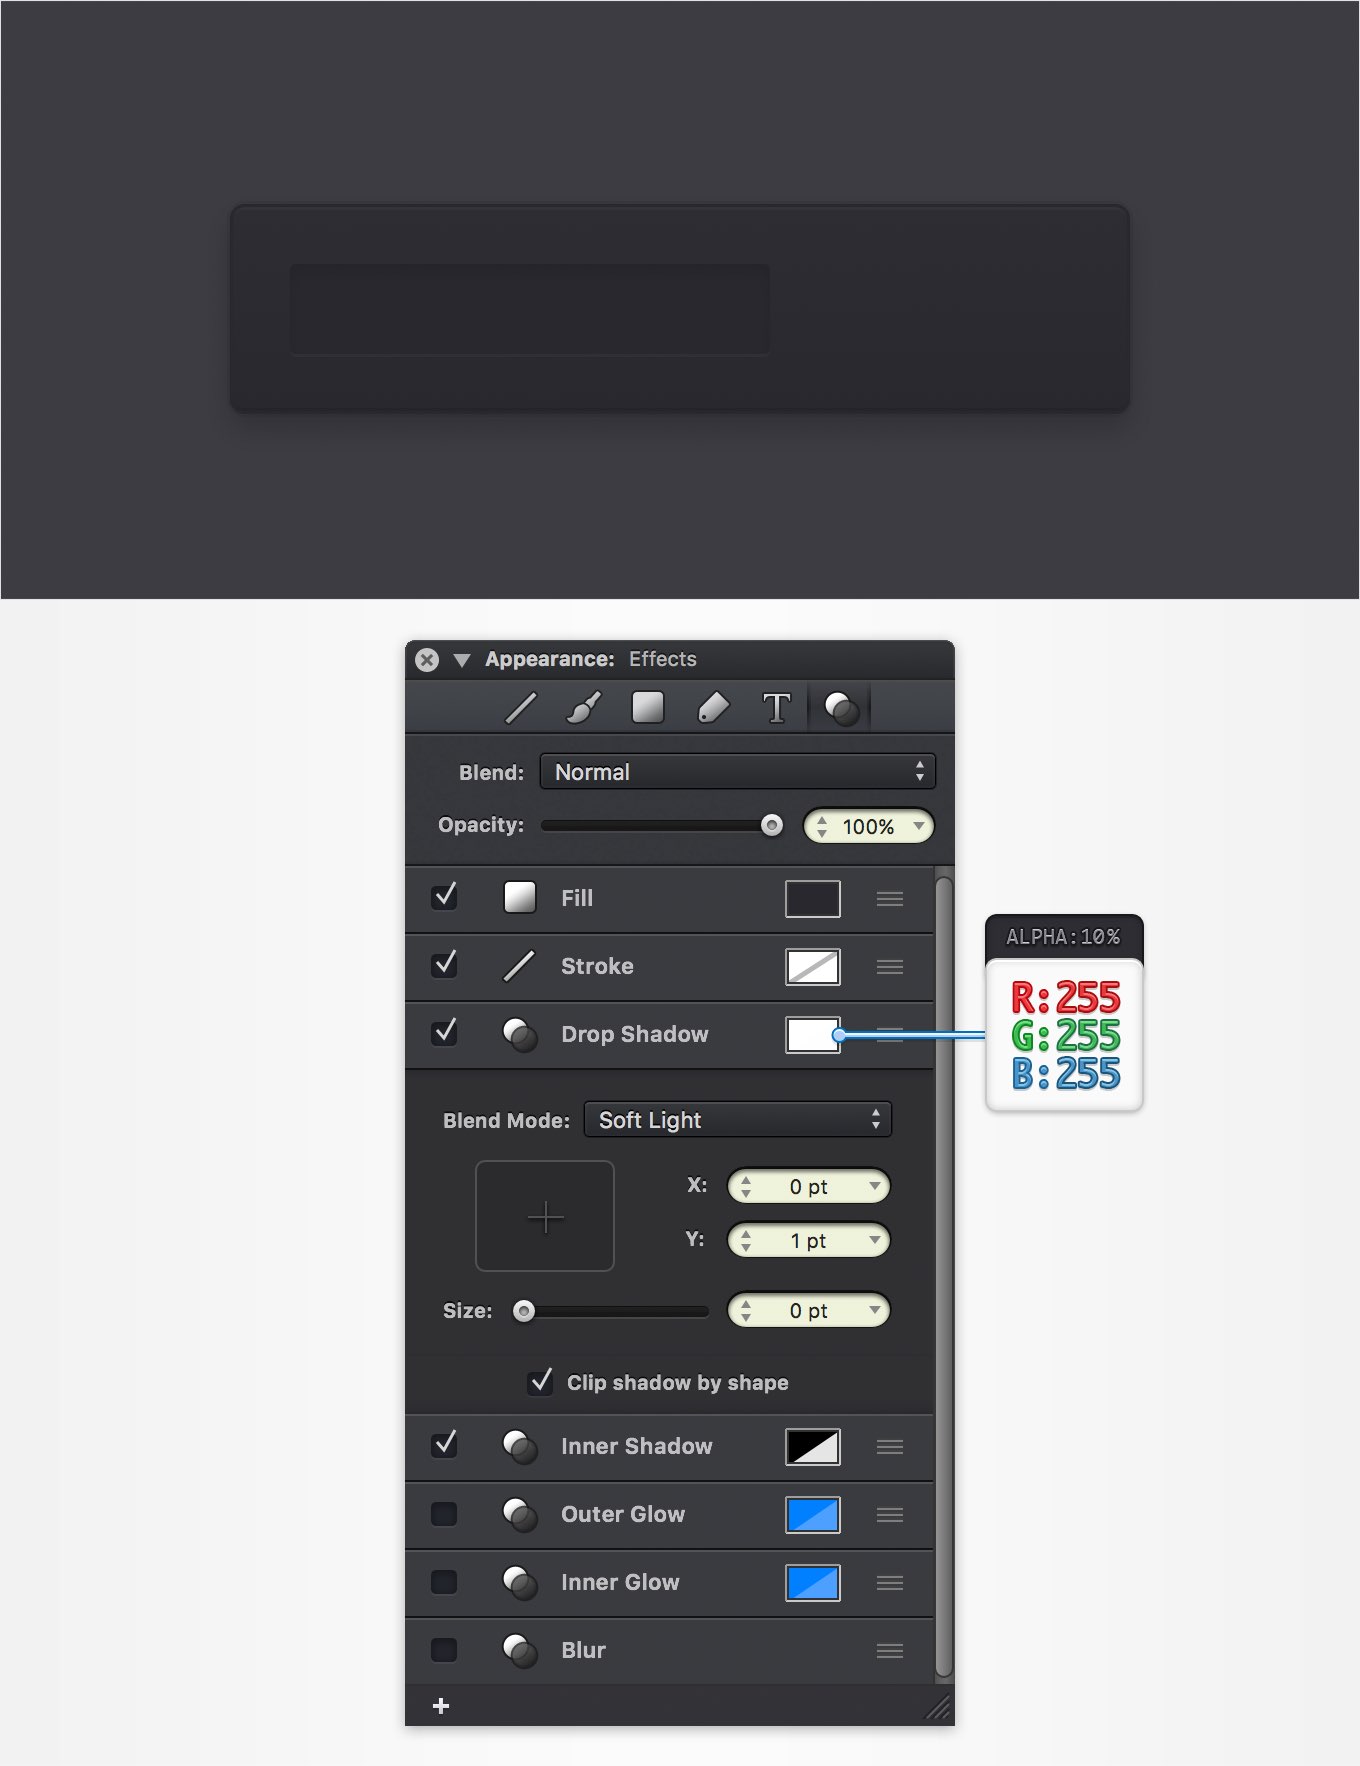 Appearance: Effects
T
Blend: Normal
Opacity: 100%
Fill
ALPHA:10%
Stroke
R:255
Drop Shadow
G:255
B:255
Blend Mode: Soft Light
X: 0 pt
Y: 1 pt
Size: 0 pt
Clip shadow by shape
Inner Shadow
Outer Glow
Inner Glow
Blur